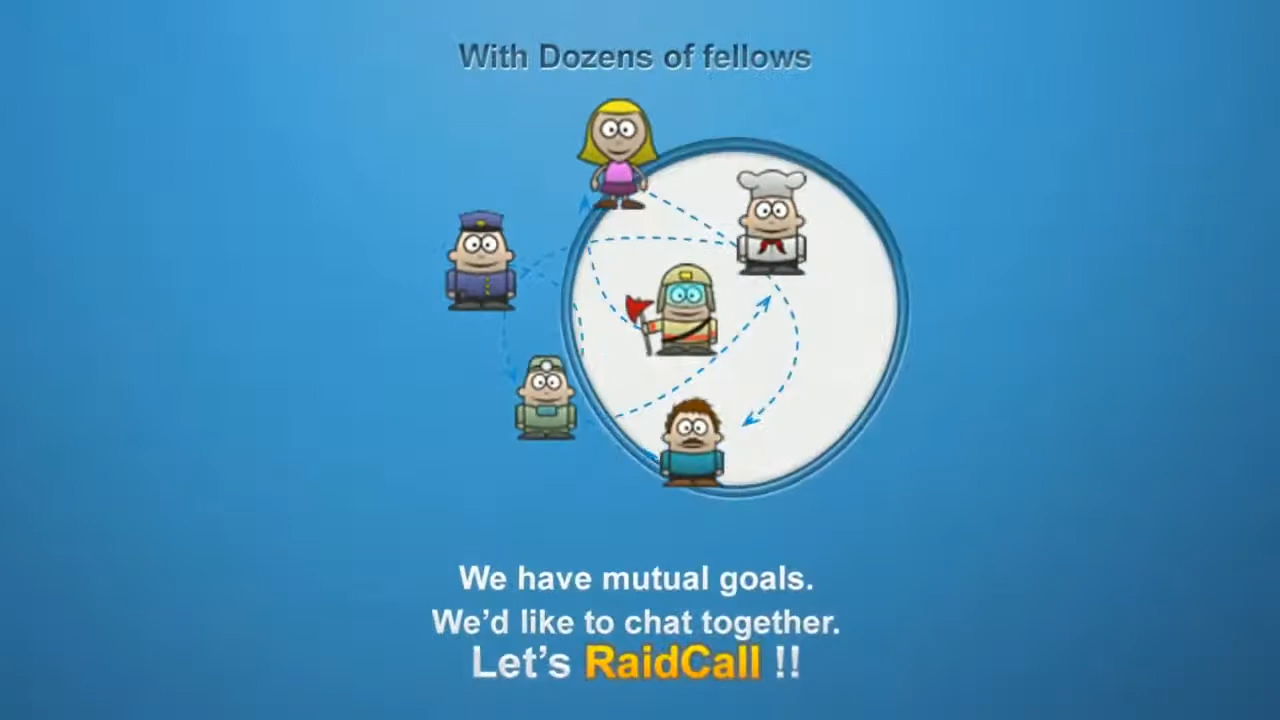 With Dozens of fellows
We have mutual goals.
We'd like to chat together.
Let's RaidCall !!